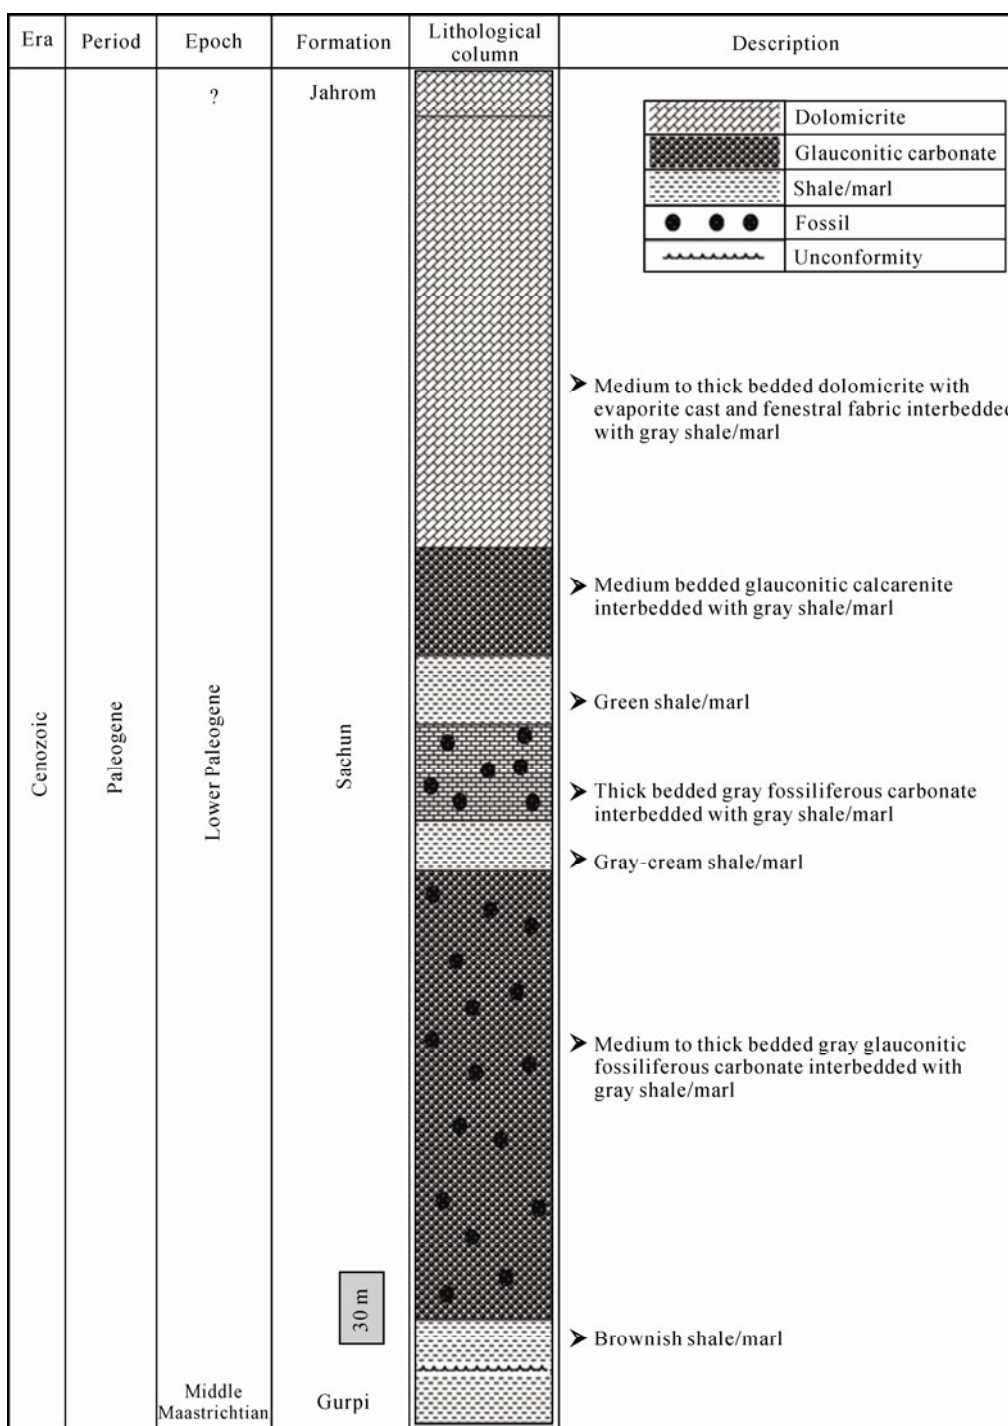 Era
Period
Epoch
Formation
Lithological
column
Description
?
Jahrom
Dolomicrite
Glauconitic carbonate
Shale/marl
Fossil
Unconformity
➤ Medium to thick bedded dolomicrite with
evaporite cast and fenestral fabric interbedded
with gray shale/marl
➤ Medium bedded glauconitic calcarenite
interbedded with gray shale/marl
➤ Green shale/marl
Cenozoic
Paleogene
Lower Paleogene
Sachun
➤ Thick bedded gray fossiliferous carbonate
interbedded with gray shale/marl
➤ Gray-cream shale/marl
➤ Medium to thick bedded gray glauconitic
fossiliferous carbonate interbedded with
gray shale/marl
30 m
➤ Brownish shale/marl
Middle
Maastrichtian
Gurpi